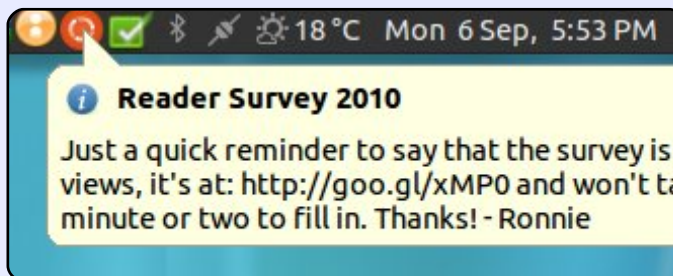 18 °C Mon 6 Sep, 5:53 PM
Reader Survey 2010
Just a quick reminder to say that the survey is
views, it's at: http://goo.gl/xMP0 and won't
minute or two to fill in. Thanks! - Ronnie